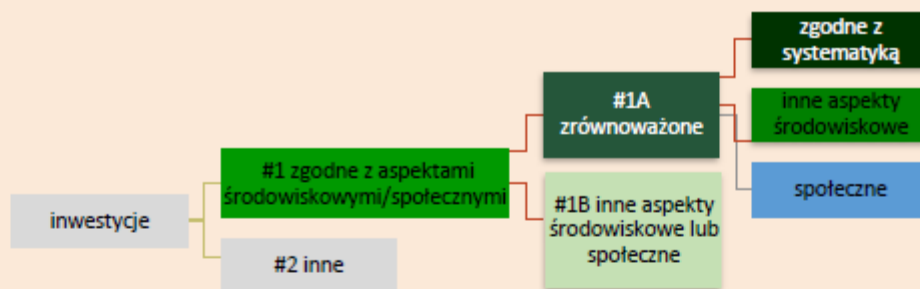 inwestycje
#1 zgodne z aspektami
środowiskowymi/społecznymi
#2 inne
#1A
zrównoważone
#1B inne aspekty
środowiskowe lub
społeczne
zgodne z
systematyką
inne aspekty
środowiskowe
społeczne